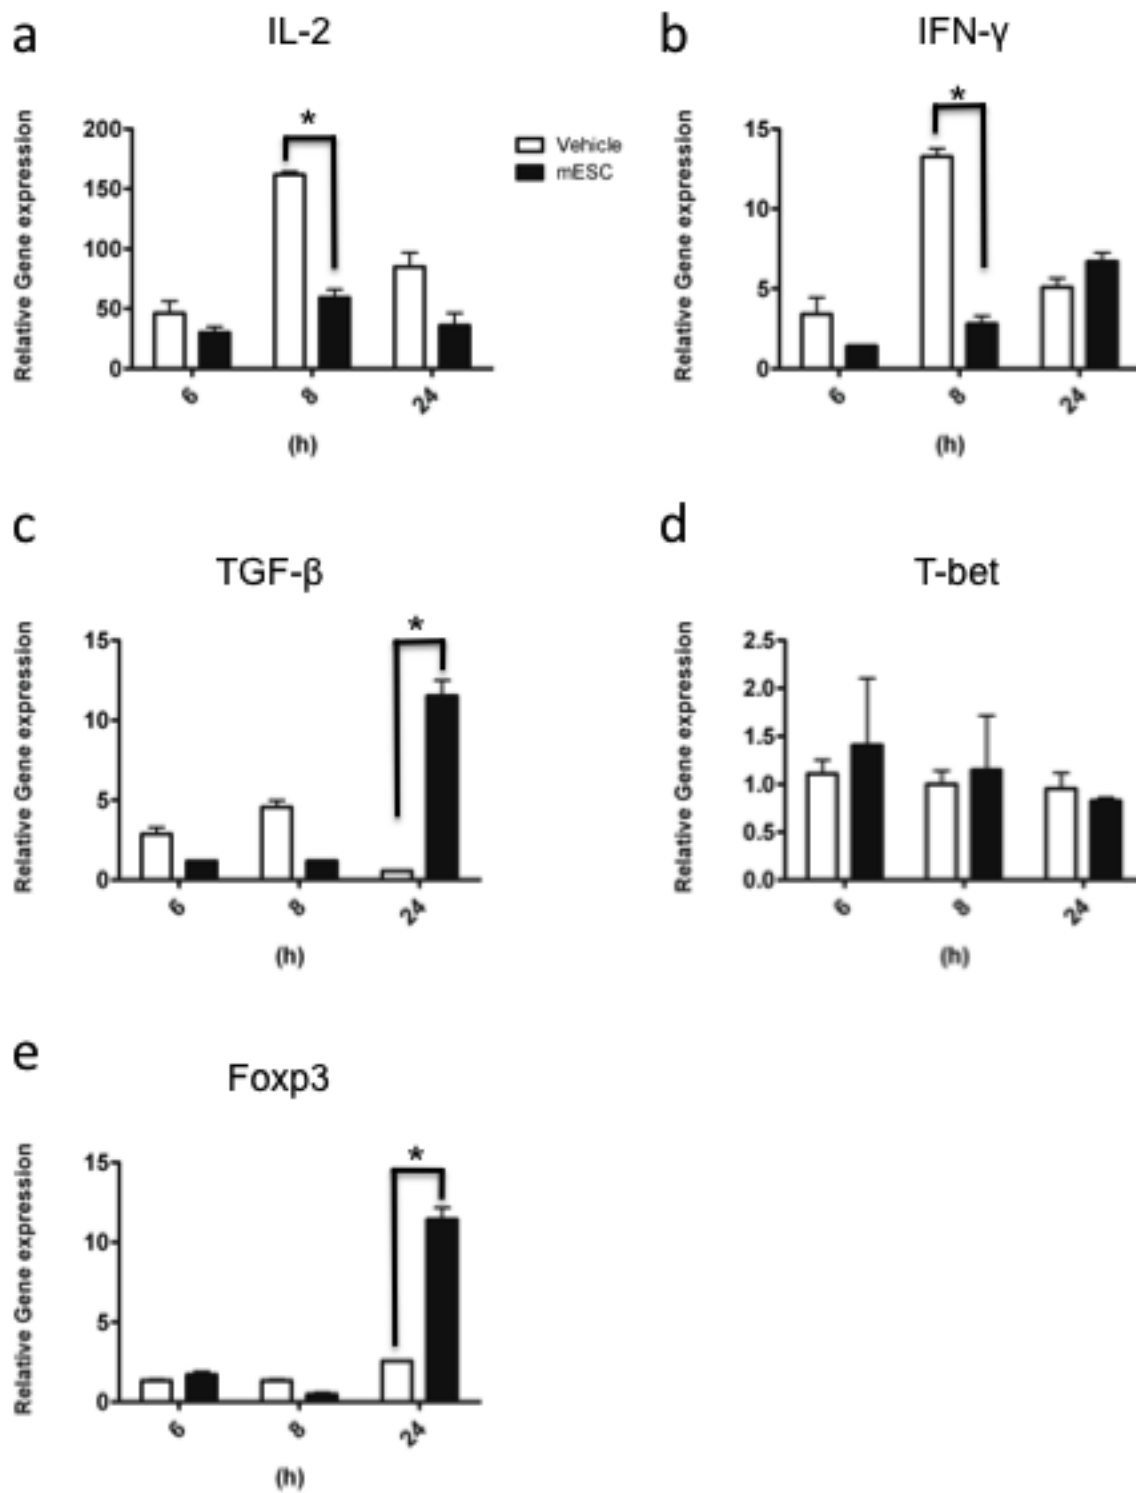 a
IL-2
Relative Gene expression
200
150
100
50
0
*
6
8
24
(h)
Vehicle
mESC
b
IFN-γ
Relative Gene expression
15
10
5
0
*
6
8
24
(h)
c
TGF-β
Relative Gene expression
15
10
5
0
*
6
8
24
(h)
d
T-bet
Relative Gene expression
2.5
2.0
1.5
1.0
0.5
0.0
6
8
24
(h)
e
Foxp3
Relative Gene expression
15
10
5
0
*
6
8
24
(h)